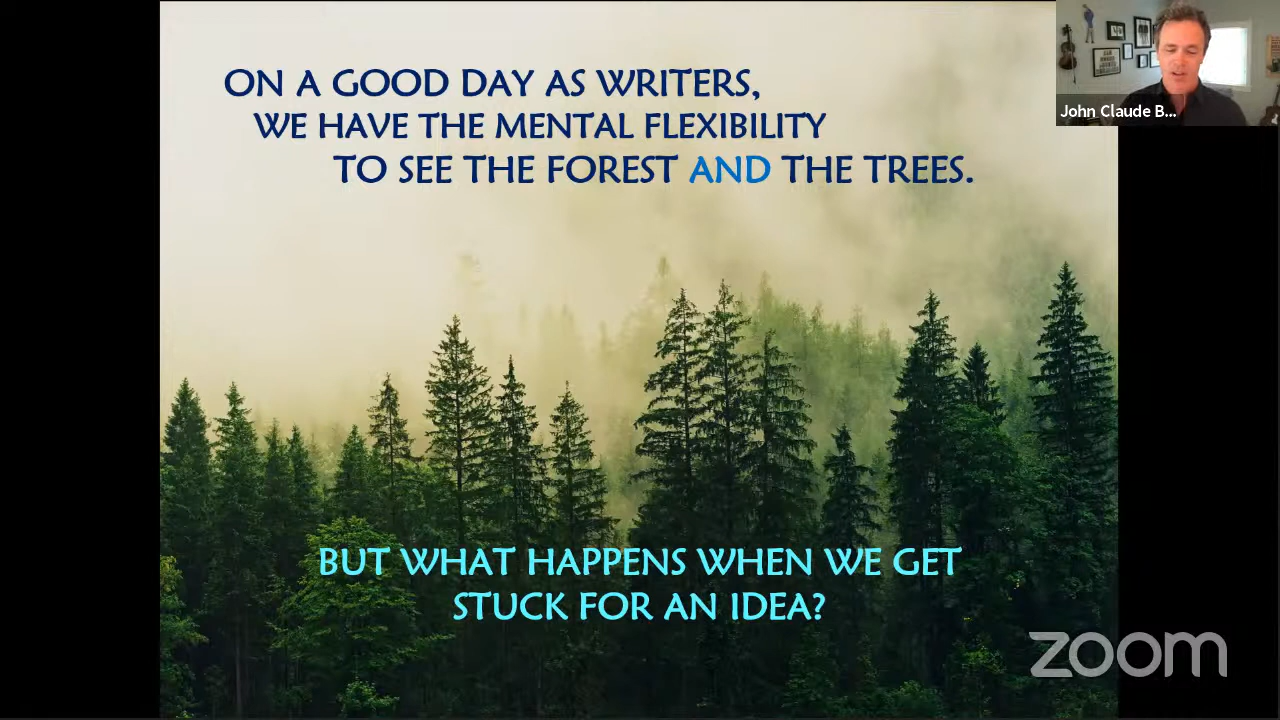 ON A GOOD DAY AS WRITERS,
WE HAVE THE MENTAL FLEXIBILITY
TO SEE THE FOREST AND THE TREES.
John Claude B...
BUT WHAT HAPPENS WHEN WE GET
STUCK FOR AN IDEA?
zoom